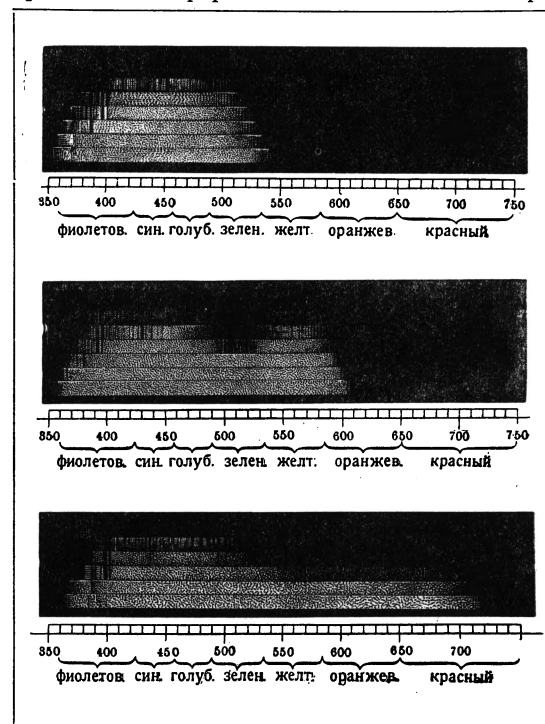 350 400 450 500 550 600 650 700 750
фиолетов. син. голуб. зелен. желт. оранжев. красный
850 400 450 500 550 600 650 700 750
фиолетов. син. голуб. зелен. желт. оранжев. красный
850 400 450 500 550 600 650 700
фиолетов. син. голуб. зелен. желт. оранжев. красный